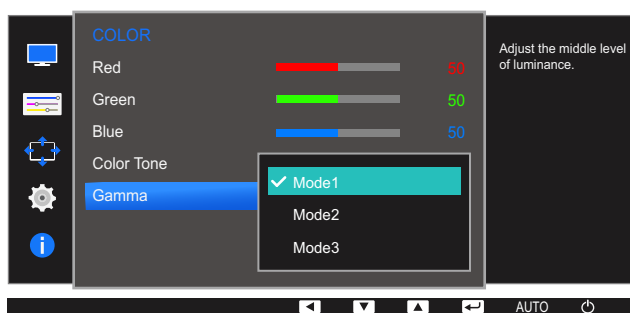 COLOR
Red 50
Green 50
Blue 50
Color Tone
Gamma
Mode1
Mode2
Mode3
Adjust the middle level
of luminance.
AUTO